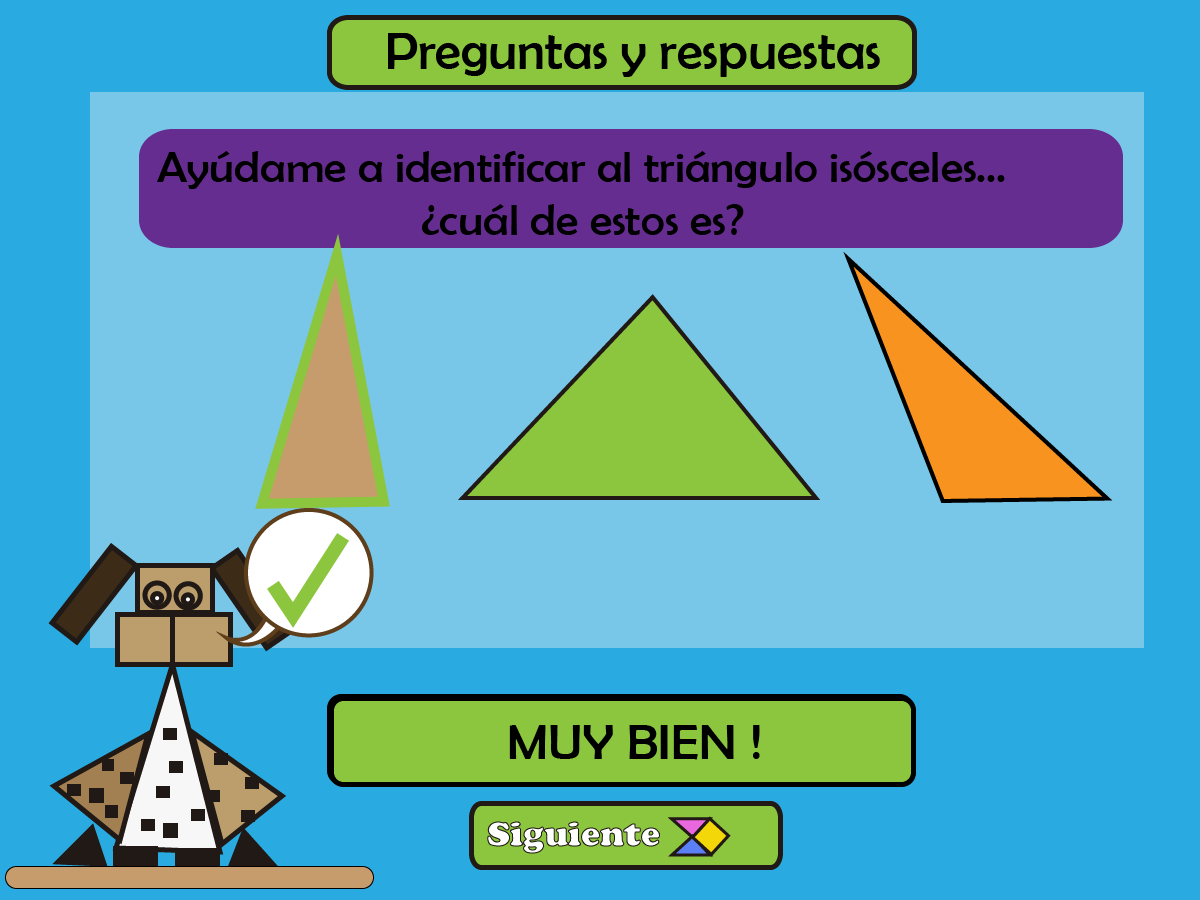 Preguntas y respuestas
Ayúdame a identificar al triángulo isósceles...
¿cuál de estos es?
MUY BIEN !
Siguiente